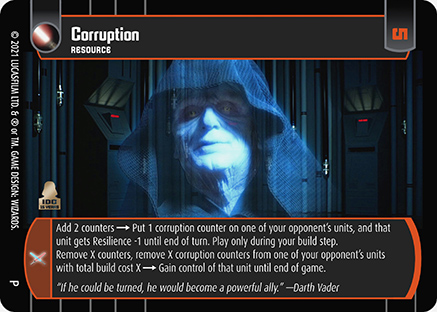 Corruption
RESOURCE
5
© 2021 LUCASFILM LTD. & ® OR TM. GAME DESIGN: WIZARDS.
IDC
Add 2 counters → Put 1 corruption counter on one of your opponent's units, and that
unit gets Resilience -1 until end of turn. Play only during your build step.
Remove X counters, remove X corruption counters from one of your opponent's units
with total build cost X → Gain control of that unit until end of game.
"If he could be turned, he would become a powerful ally." —Darth Vader
P